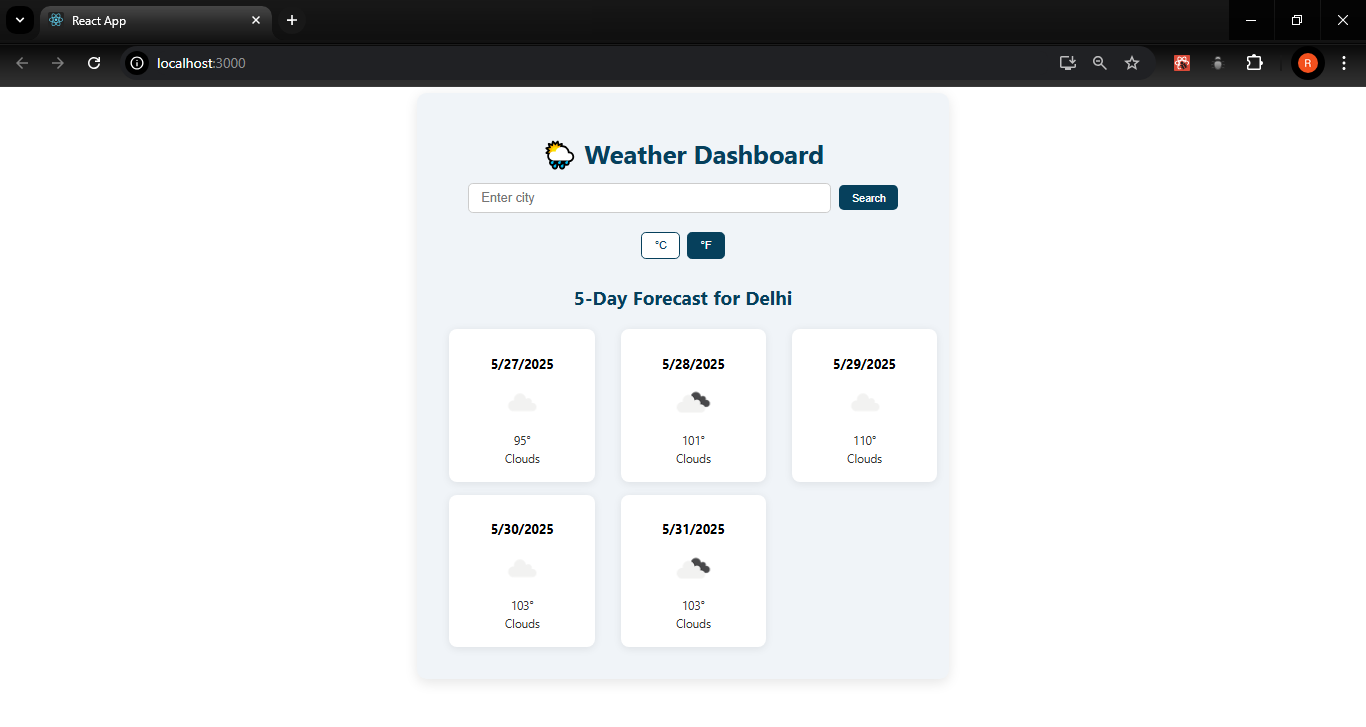 React App
localhost:3000
R
Weather Dashboard
Enter city
Search
°C
°F
5-Day Forecast for Delhi
5/27/2025
95°
Clouds
5/28/2025
101°
Clouds
5/29/2025
110°
Clouds
5/30/2025
103°
Clouds
5/31/2025
103°
Clouds